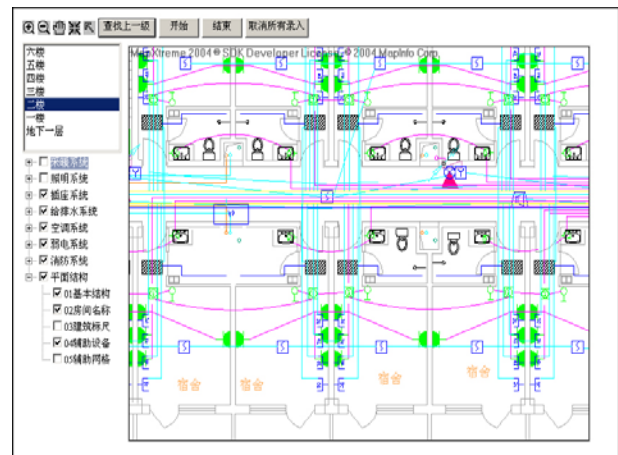 查找上一级 开始 结束 取消所有录入
MapXtreme 2004 ® SDK Developer License. © 2004 MapInfo Corp.
六楼
五楼
四楼
三楼
二楼
一楼
地下一层
采暖系统
照明系统
插座系统
给排水系统
空调系统
弱电系统
消防系统
平面结构
01基本结构
02房间名称
03建筑标尺
04辅助设备
05辅助网格
宿舍 宿舍 宿舍 宿舍